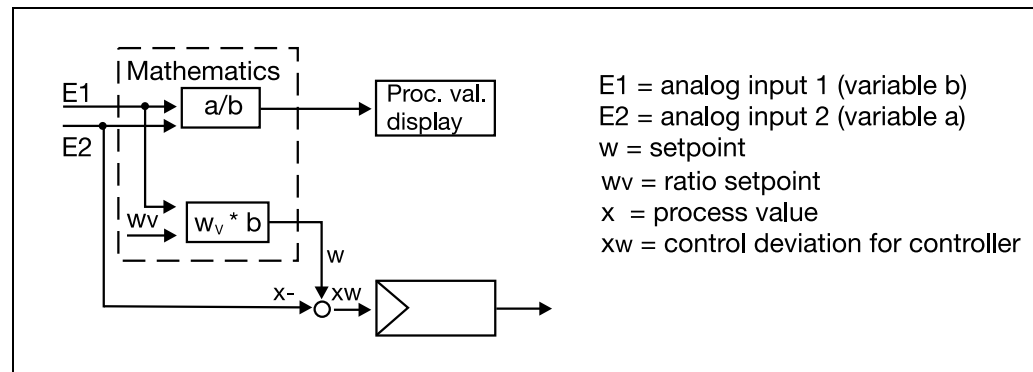 Mathematics
E1
a/b
Proc. val.
display
E2
wv
wv * b
w
x-
xw
E1 = analog input 1 (variable b)
E2 = analog input 2 (variable a)
w = setpoint
wv = ratio setpoint
x = process value
xw = control deviation for controller